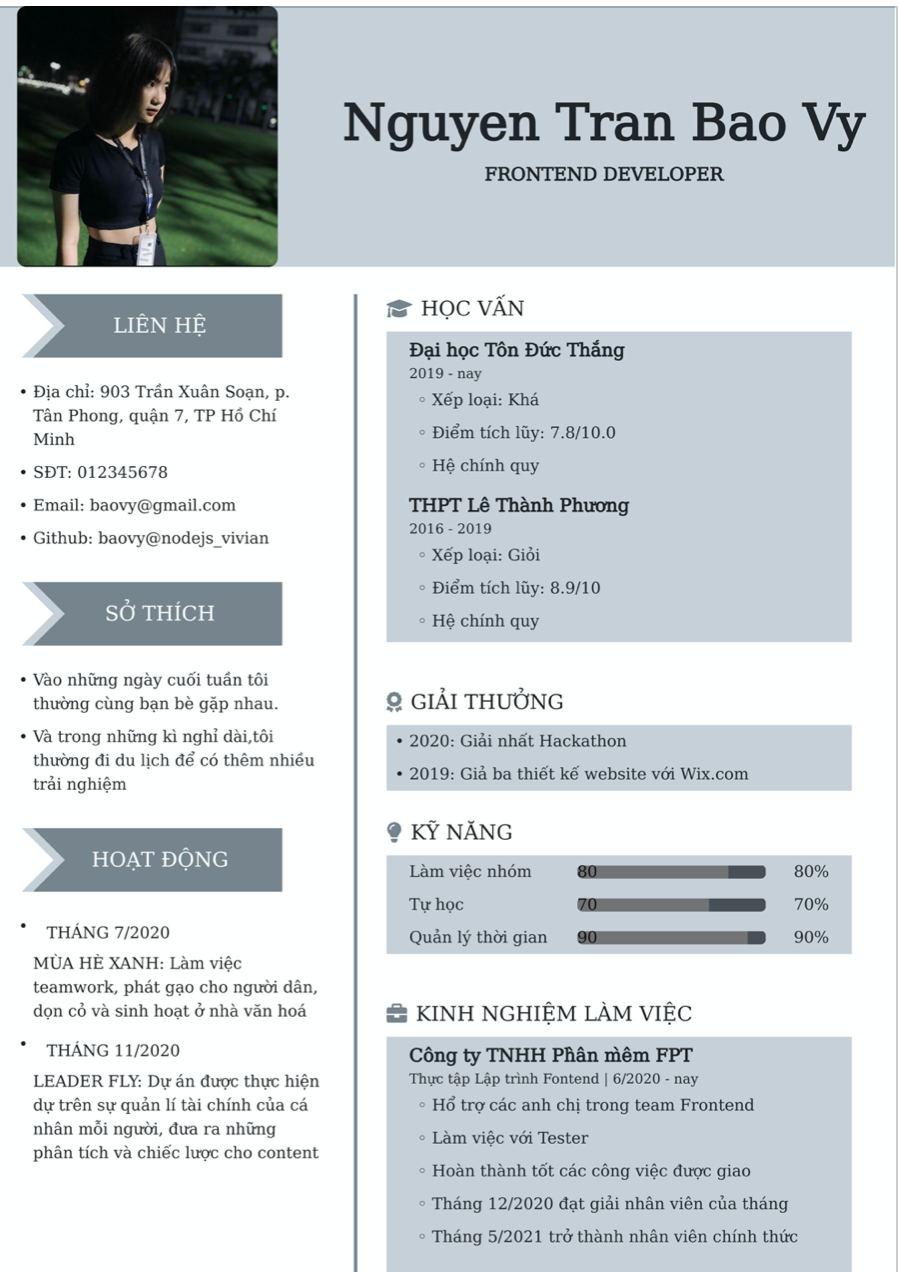 Nguyen Tran Bao Vy
FRONTEND DEVELOPER
LIÊN HỆ
• Địa chỉ: 903 Trần Xuân Soạn, p.
Tân Phong, quận 7, TP Hồ Chí
Minh
• SĐT: 012345678
• Email: baovy@gmail.com
• Github: baovy@nodejs_vivian
SỞ THÍCH
• Vào những ngày cuối tuần tôi
thường cùng bạn bè gặp nhau.
• Và trong những kì nghỉ dài,tôi
thường đi du lịch để có thêm nhiều
trải nghiệm
HOẠT ĐỘNG
• THÁNG 7/2020
MÙA HÈ XANH: Làm việc
teamwork, phát gạo cho người dân,
dọn cỏ và sinh hoạt ở nhà văn hoá
• THÁNG 11/2020
LEADER FLY: Dự án được thực hiện
dự trên sự quản lí tài chính của cá
nhân mỗi người, đưa ra những
phân tích và chiếc lược cho content
HỌC VẤN
Đại học Tôn Đức Thắng
2019 - nay
◦ Xếp loại: Khá
◦ Điểm tích lũy: 7.8/10.0
◦ Hệ chính quy
THPT Lê Thành Phương
2016 - 2019
◦ Xếp loại: Giỏi
◦ Điểm tích lũy: 8.9/10
◦ Hệ chính quy
GIẢI THƯỞNG
• 2020: Giải nhất Hackathon
• 2019: Giả ba thiết kế website với Wix.com
KỸ NĂNG
Làm việc nhóm 80 80%
Tự học 70 70%
Quản lý thời gian 90 90%
KINH NGHIỆM LÀM VIỆC
Công ty TNHH Phần mềm FPT
Thực tập Lập trình Fontend | 6/2020 - nay
◦ Hổ trợ các anh chị trong team Frontend
◦ Làm việc với Tester
◦ Hoàn thành tốt các công việc được giao
◦ Tháng 12/2020 đạt giải nhân viên của tháng
◦ Tháng 5/2021 trở thành nhân viên chính thức